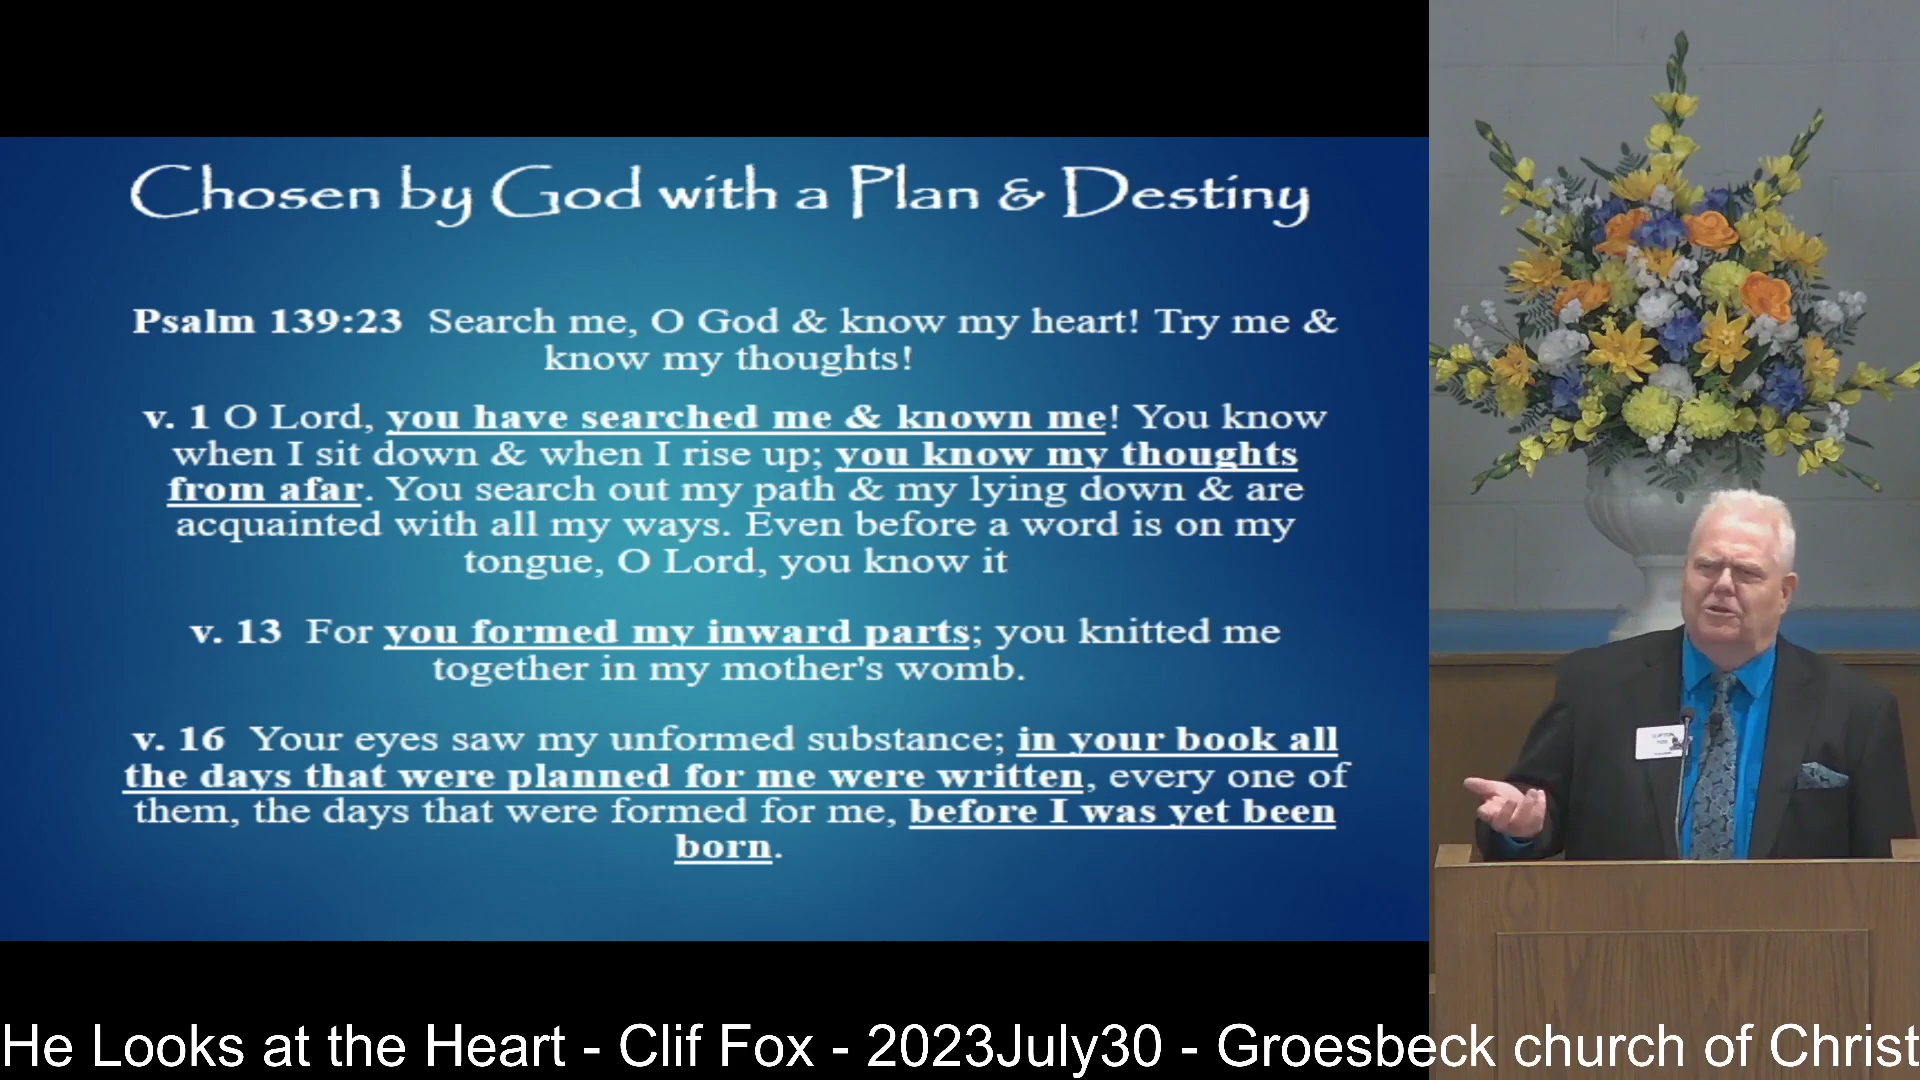 Chosen by God with a Plan & Destiny
Psalm 139:23 Search me, O God & know my heart! Try me &
know my thoughts!
v. 1 O Lord, you have searched me & known me! You know
when I sit down & when I rise up; you know my thoughts
from afar. You search out my path & my lying down & are
acquainted with all my ways. Even before a word is on my
tongue, O Lord, you know it
v. 13 For you formed my inward parts; you knitted me
together in my mother's womb.
v. 16 Your eyes saw my unformed substance; in your book all
the days that were planned for me were written, every one of
them, the days that were formed for me, before I was yet been
born.
He Looks at the Heart - Clif Fox - 2023July30 - Groesbeck church of Christ